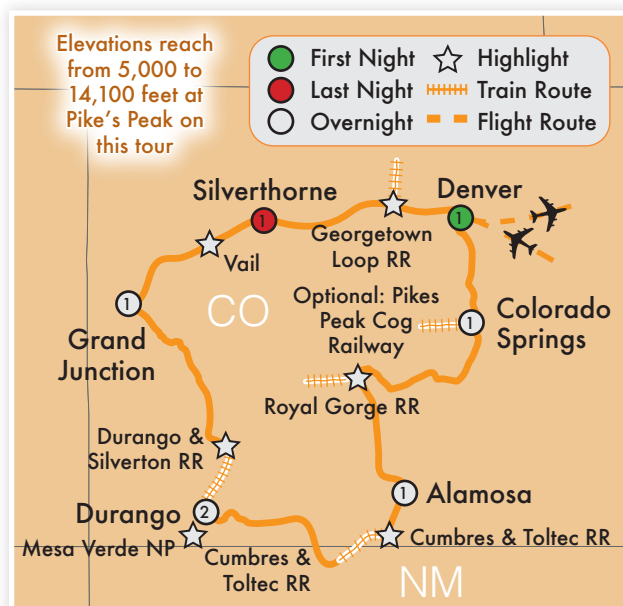 Elevations reach
from 5,000 to
14,100 feet at
Pike's Peak on
this tour
First Night
Last Night
Overnight
Highlight
Train Route
Flight Route
Silverthorne
1
Denver
1
Georgetown
Loop RR
Vail
1
Grand
Junction
CO
Optional: Pikes
Peak Cog
Railway
1
Colorado
Springs
Royal Gorge RR
Durango &
Silverton RR
1
Alamosa
Durango
2
Mesa Verde NP
Cumbres &
Toltec RR
Cumbres & Toltec RR
NM